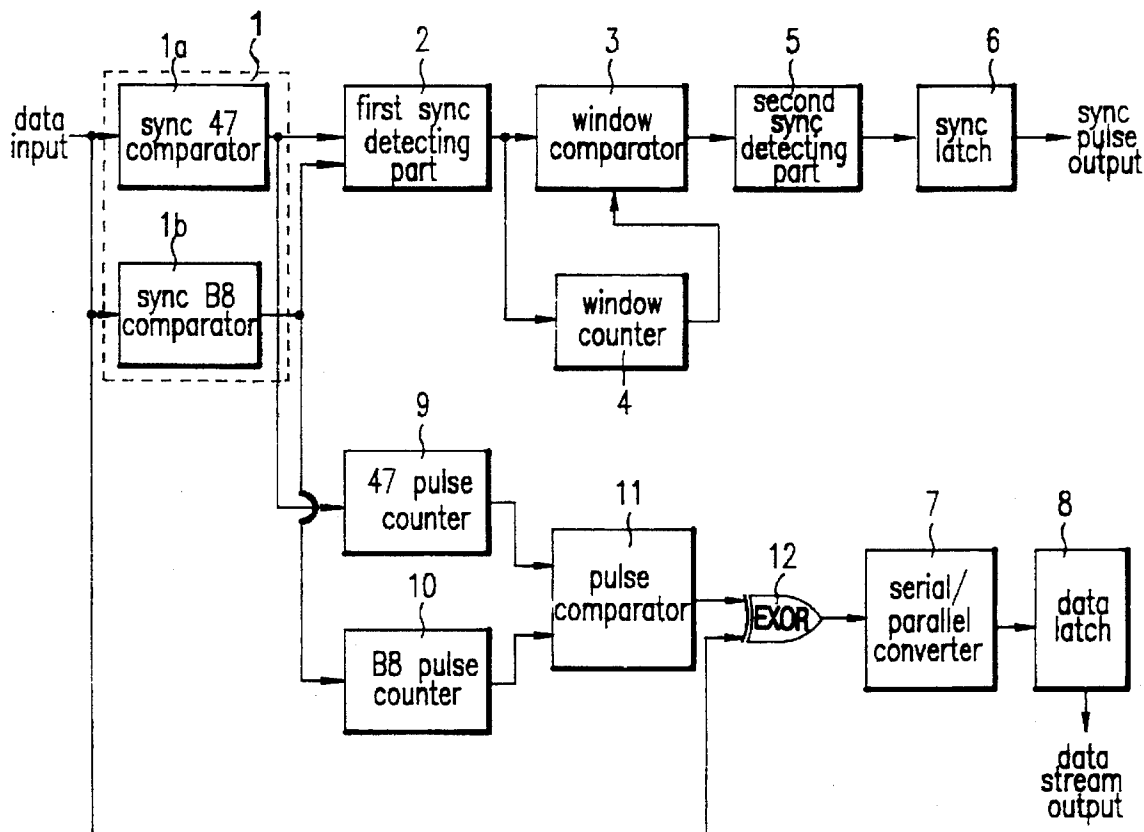 1
1a
2
3
5
6
data
input
sync 47
comparator
first sync
detecting
part
window
comparator
second
sync
detecting
part
sync
latch
sync
pulse
output
1b
sync B8
comparator
window
counter
4
9
47 pulse
counter
11
pulse
comparator
12
EXOR
7
serial/
parallel
converter
8
data
latch
10
B8 pulse
counter
data
stream
output